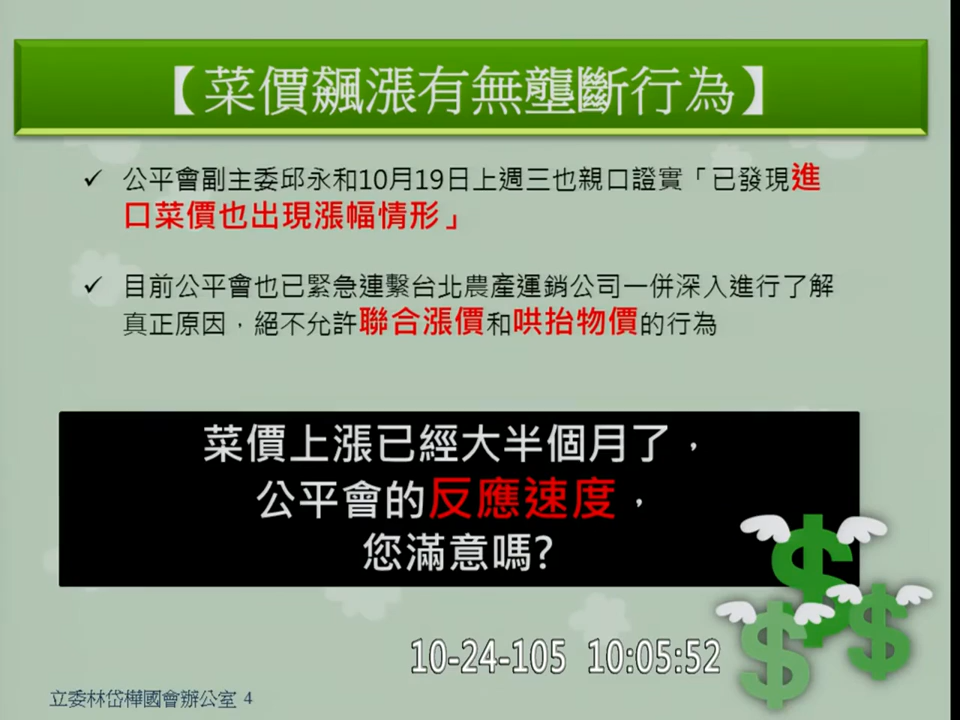 【菜價飆漲有無壟斷行為】
✓ 公平會副主委邱永和10月19日上週三也親口證實「已發現進
口菜價也出現漲幅情形」
✓ 目前公平會也已緊急連繫台北農產運銷公司一併深入進行了解
真正原因，絕不允許聯合漲價和哄抬物價的行為
菜價上漲已經大半個月了，
公平會的反應速度，
您滿意嗎?
10-24-105 10:05:52
立委林岱樺國會辦公室 4